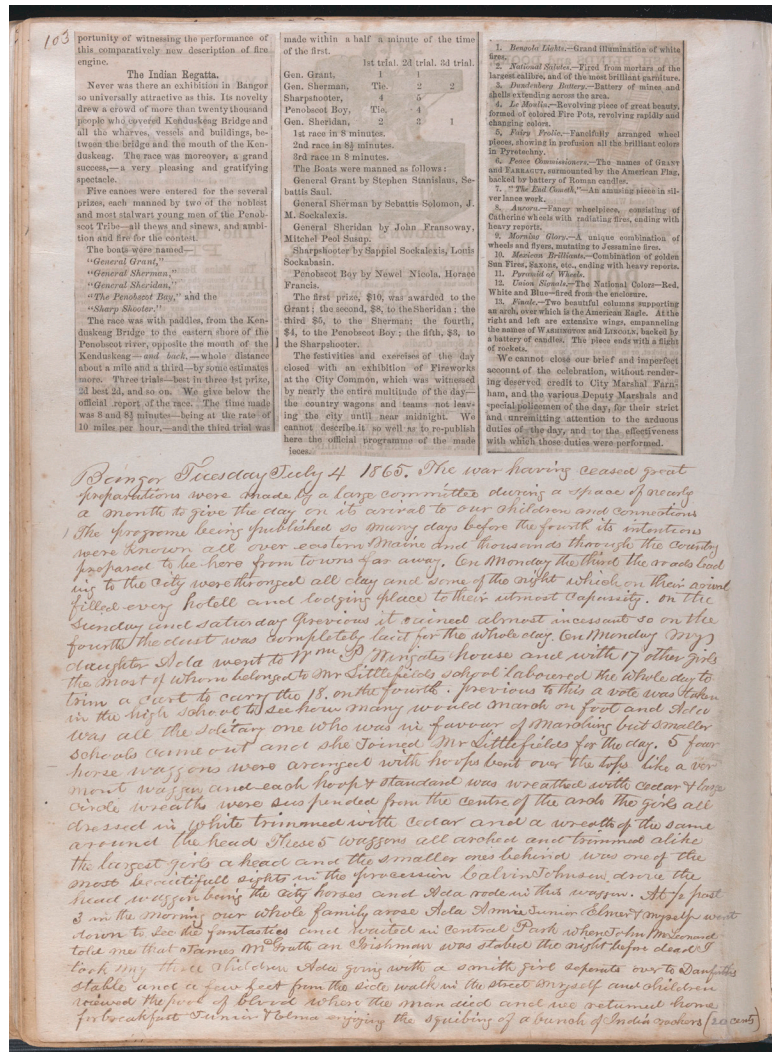 103
portunity of witnessing the performance of
this comparatively new description of fire
engine.
The Indian Regatta.
Never was there an exhibition in Bangor
so universally attractive as this. Its novelty
drew a crowd of more than twenty thousand
people who covered Kenduskeag Bridge and
all the wharves, vessels and buildings, be-
tween the bridge and the mouth of the Ken-
duskeag. The race was moreover, a grand
success,—a very pleasing and gratifying
spectacle.
Five canoes were entered for the several
prizes, each manned by two of the noblest
and most stalwart young men of the Penob-
scot Tribe—all thews and sinews, and ambi-
tion and fire for the contest.
The boats were named—
"General Grant,"
"General Sherman,"
"General Sheridan,"
"The Penobscot Boy," and the
"Sharp Shooter."
The race was with paddles, from the Ken-
duskeag Bridge to the eastern shore of the
Penobscot river, opposite the mouth of the
Kenduskeag—and back,—whole distance
about a mile and a third—by some estimates
more. Three trials—best in three 1st prize,
2d best 2d, and so on. We give below the
official report of the race. The time made
was 8 and 8½ minutes—being at the rate of
10 miles per hour,—and the third trial was
made within a half a minute of the time
of the first.
1st trial. 2d trial. 3d trial.
Gen. Grant, 1 1
Gen. Sherman, Tie. 2 2
Sharpshooter, 4 5
Penobscot Boy, Tie. 4
Gen. Sheridan, 2 3 1
1st race in 8 minutes.
2nd race in 8½ minutes.
3rd race in 8 minutes.
The Boats were manned as follows:
General Grant by Stephen Stanislaus, Se-
battis Saul.
General Sherman by Sebattis Solomon, J.
M. Sockalexis.
General Sheridan by John Fransoway,
Mitchel Peol Susup.
Sharpshooter by Sappiel Sockalexis, Louis
Sockabasin.
Penobscot Boy by Newel Nicola, Horace
Francis.
The first prize, $10, was awarded to the
Grant; the second, $8, to the Sheridan; the
third $5, to the Sherman; the fourth,
$4, to the Penobscot Boy; the fifth, $3, to
the Sharpshooter.
The festivities and exercises of the day
closed with an exhibition of Fireworks
at the City Common, which was witnessed
by nearly the entire multitude of the day—
the country wagons and teams not leav-
ing the city until near midnight. We
cannot describe it so well as to re-publish
here the official programme of the made
ieces.
1. Bengola Lights.—Grand illumination of white
fires.
2. National Salutes.—Fired from mortars of the
largest calibre, and of the most brilliant garniture.
3. Dundenberg Battery.—Battery of mines and
shells extending across the area.
4. Le Moulin.—Revolving piece of great beauty,
formed of colored Fire Pots, revolving rapidly and
changing colors.
5. Fairy Frolic.—Fancifully arranged wheel
pieces, showing in profusion all the brilliant colors
in Pyrotechny.
6. Peace Commissioners.—The names of GRANT
and FARRAGUT, surmounted by the American Flag,
backed by battery of Roman candles.
7. "The End Cometh,"—An amusing piece in sil-
ver lance work.
8. Aurora.—Fancy wheelpiece, consisting of
Catherine wheels with radiating fires, ending with
heavy reports.
9. Morning Glory.—A unique combination of
wheels and flyers, mutating to Jessamine fires.
10. Mexican Brilliants.—Combination of golden
Sun Fires, Saxons, etc., ending with heavy reports.
11. Pyramid of Wheels.
12. Union Signals.—The National Colors—Red,
White and Blue—fired from the enclosure.
13. Finale.—Two beautiful columns supporting
an arch, over which is the American Eagle. At the
right and left are extensive wings, empanneling
the names of WASHINGTON and LINCOLN, backed by
a battery of candles. The piece ends with a flight
of rockets.
We cannot close our brief and imperfect
account of the celebration, without render-
ing deserved credit to City Marshal Farn-
ham, and the various Deputy Marshals and
special policemen of the day, for their strict
and unremitting attention to the arduous
duties of the day, and to the effectiveness
with which those duties were performed.
Bangor Tuesday July 4 1865. The war having ceased great
preparations were made by a large committee during a space of nearly
a month to give the day on its arival to our children and connections
The programe being published so many days before the fourth its intentions
were known all over eastern Maine and thousands through the country
prepared to be here from towns far away. On Monday the third the roads lead
ing to the City were thronged all day and some of the night which on their arival
filled every hotell and lodging place to their utmost capassity. on the
Sunday and saturday previous it rained almost incessant so on the
fourth the dust was completely laid for the whole day. On Monday my
daughter Ada went to Wm P Wingates house and with 17 other girls
the most of whom belonged to Mr Littlefields school laboured the whole day to
trim a cart to carry the 18. on the fourth. previous to this a vote was taken
in the high school to see how many would march on foot and Ada
was all the solitary one who was in favour of marching but smaller
schools came out and she Joined Mr Littlefields for the day. 5 four
horse waggons were aranged with hoops bent over the tops like a ver
mont waggon and each hoop & standard was wreathed with cedar & large
circle wreaths were suspended from the centre of the arch the girls all
dressed in white trimmed with cedar and a wreath of the same
around the head These 5 waggons all arched and trimmed alike
the largest girls ahead and the smaller ones behind was one of the
most beautifull sights in the procession Calvin Johnson drove the
head waggon being the city horses and Ada rode in this waggon. At ½ past
3 in the morning our whole family arose Ada Annie Junior Elmer & myself went
down to see the fantastics and waited in Central Park when John McLeonard
told me that James McGrath an Irishman was stabed the night before dead I
took my three children Ada going with a smith girl seperate over to Danforths
stable and a few feet from the side walk in the street myself and children
viewed the pool of blood where the man died and we returned home
for breakfast Junior & Elma enjoying the squibing of a bunch of India crackers (20 cents)